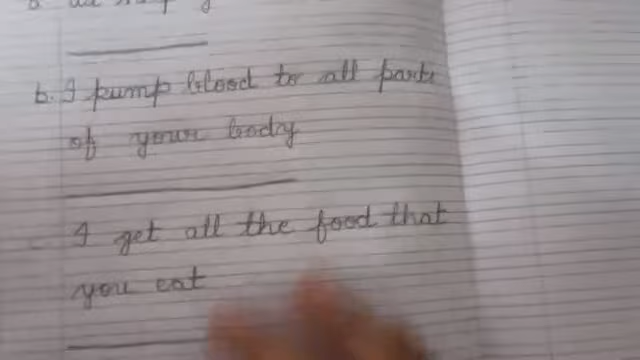 b. I pump blood to all parts
of your body
I get all the food that
you eat